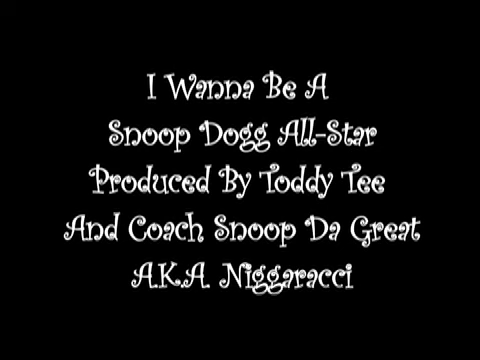 I Wanna Be A
Snoop Dogg All-Star
Produced By Toddy Tee
And Coach Snoop Da Great
A.K.A. Niggaracci